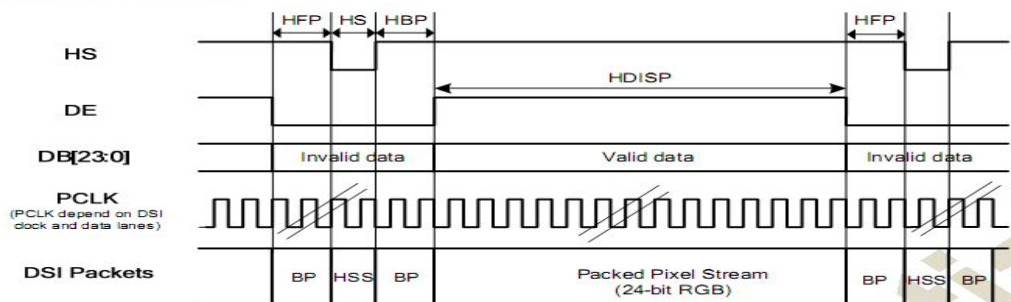 HFP HS HBP HFP
HS
HDISP
DE
DB[23:0] Invalid data Valid data Invalid data
PCLK
(PCLK depend on DSI
clock and data lanes)
DSI Packets BP HSS BP Packed Pixel Stream BP HSS BP
(24-bit RGB)